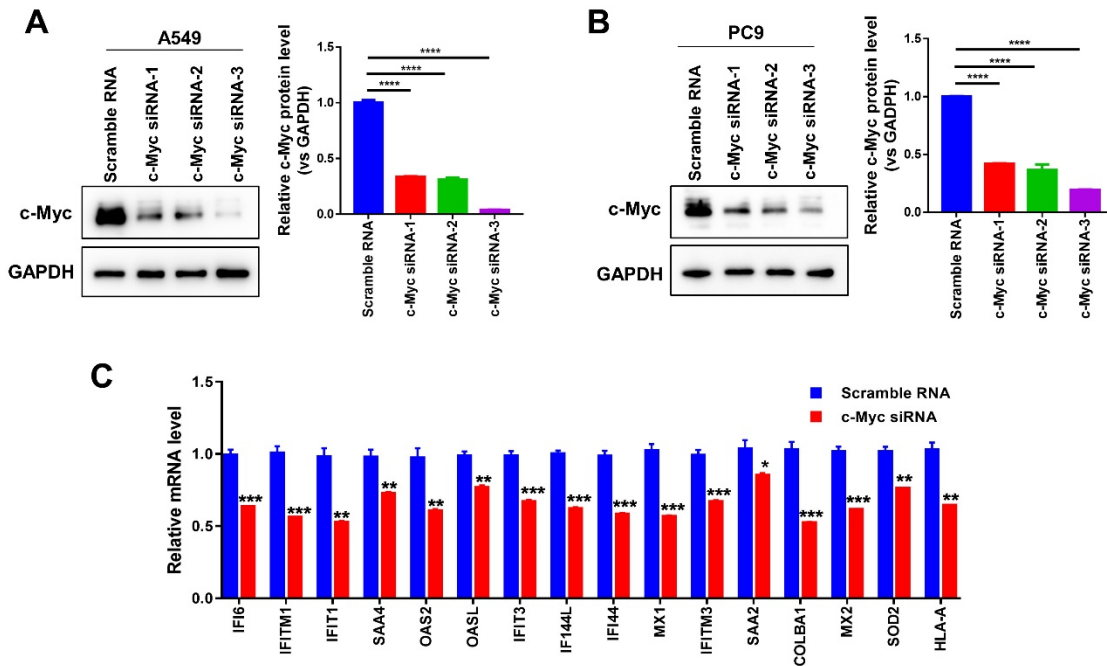 A
A549
Scramble RNA
c-Myc siRNA-1
c-Myc siRNA-2
c-Myc siRNA-3
c-Myc
GAPDH
Relative c-Myc protein level
(vs GAPDH)
1.5
1.0
0.5
0.0
****
****
****
Scramble RNA
c-Myc siRNA-1
c-Myc siRNA-2
c-Myc siRNA-3
B
PC9
Scramble RNA
c-Myc siRNA-1
c-Myc siRNA-2
c-Myc siRNA-3
c-Myc
GAPDH
Relative c-Myc protein level
(vs GADPH)
1.5
1.0
0.5
0.0
****
****
****
Scramble RNA
c-Myc siRNA-1
c-Myc siRNA-2
c-Myc siRNA-3
C
Relative mRNA level
1.5
1.0
0.5
0.0
Scramble RNA
c-Myc siRNA
***
***
**
**
**
**
***
***
***
***
***
*
***
***
**
**
IFI6
IFITM1
IFIT1
SAA4
OAS2
OASL
IFIT3
IF144L
IFI44
MX1
IFITM3
SAA2
COLBA1
MX2
SOD2
HLA-A